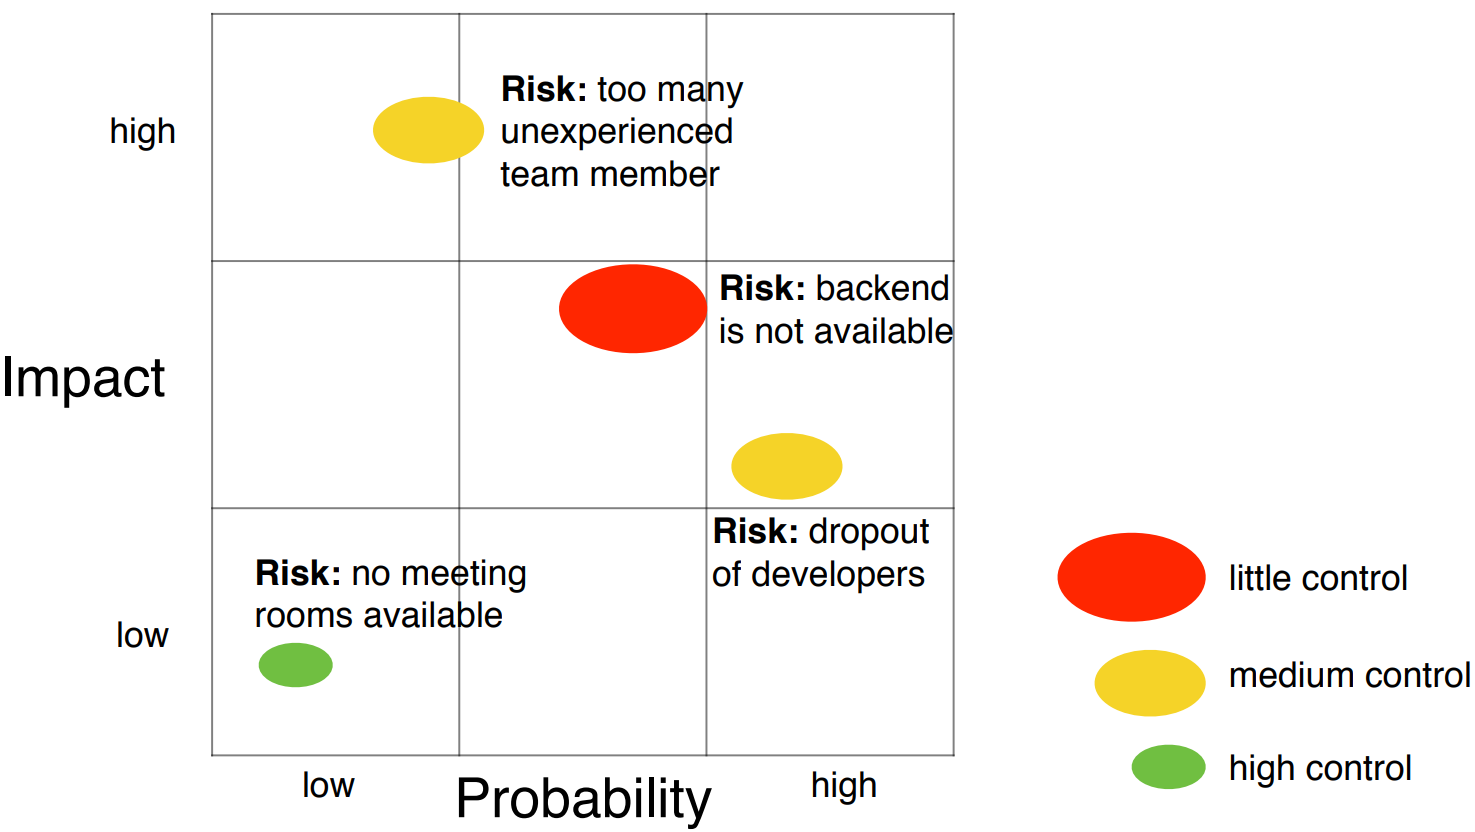 high
Risk: too many
unexperienced
team member
Risk: backend
is not available
Impact
Risk: dropout
of developers
Risk: no meeting
rooms available
low
low
Probability
high
little control
medium control
high control